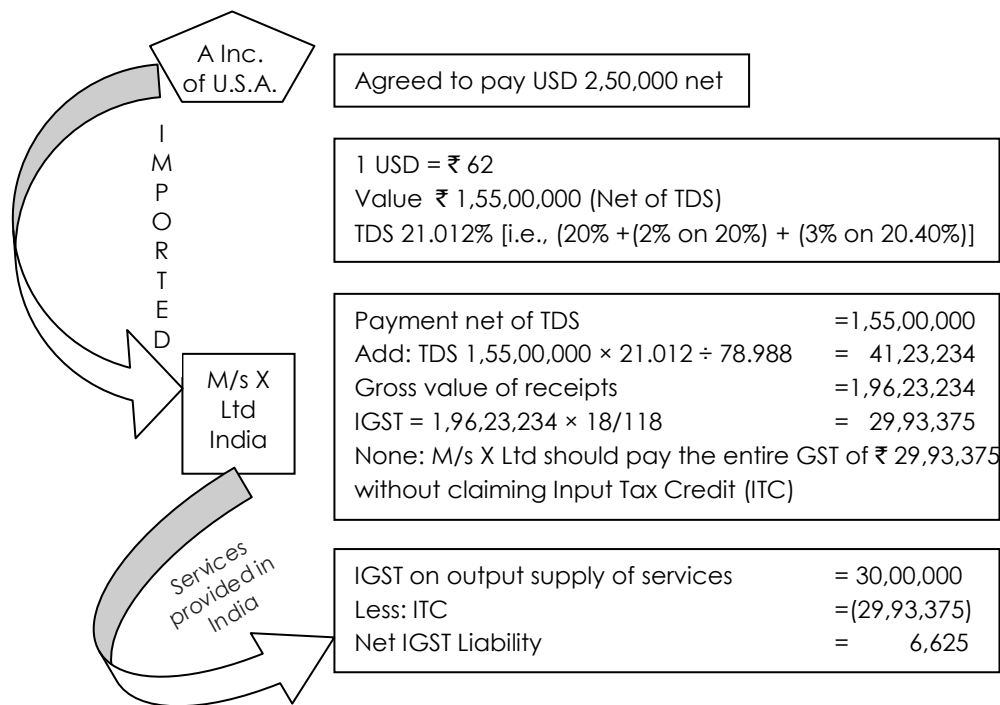 A Inc.
of U.S.A.
Agreed to pay USD 2,50,000 net
IMPORTED
1 USD = ₹ 62
Value ₹ 1,55,00,000 (Net of TDS)
TDS 21.012% [i.e., (20% +(2% on 20%) + (3% on 20.40%)]
M/s X
Ltd
India
Payment net of TDS =1,55,00,000
Add: TDS 1,55,00,000 × 21.012 ÷ 78.988 = 41,23,234
Gross value of receipts =1,96,23,234
IGST = 1,96,23,234 × 18/118 = 29,93,375
None: M/s X Ltd should pay the entire GST of ₹ 29,93,375
without claiming Input Tax Credit (ITC)
Services
provided in
India
IGST on output supply of services = 30,00,000
Less: ITC =(29,93,375)
Net IGST Liability = 6,625